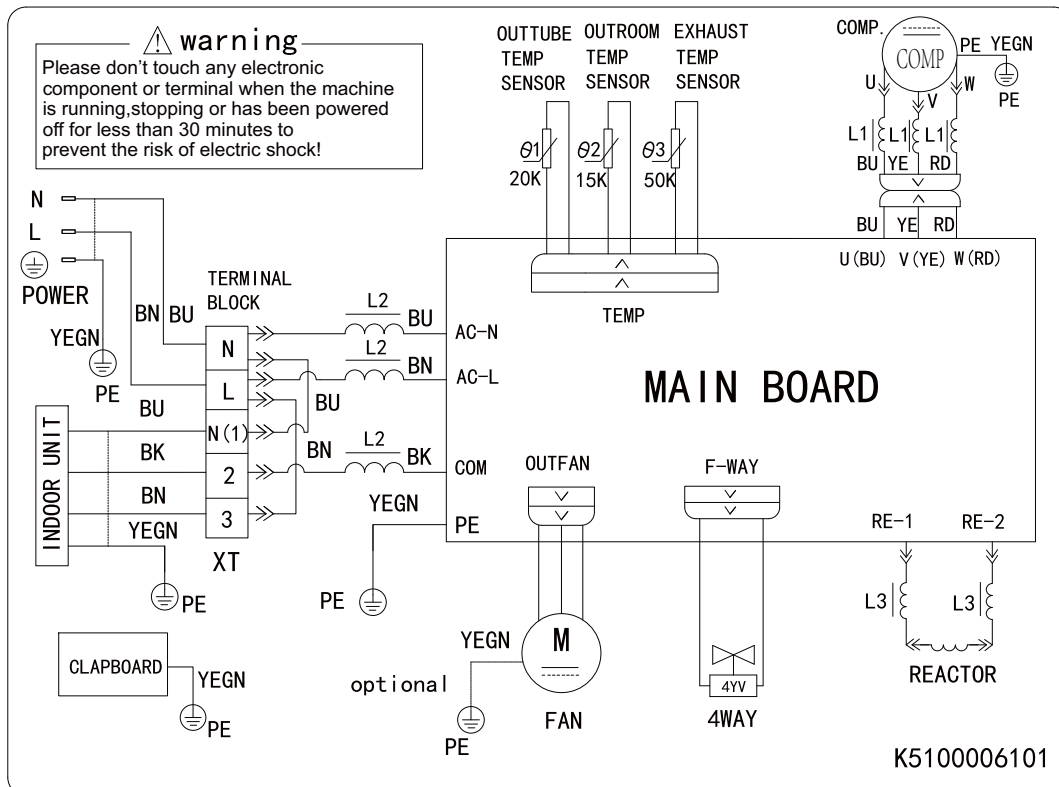 warning
Please don't touch any electronic
component or terminal when the machine
is running,stopping or has been powered
off for less than 30 minutes to
prevent the risk of electric shock!
OUTTUBE
TEMP
SENSOR
OUTROOM
TEMP
SENSOR
EXHAUST
TEMP
SENSOR
θ1
20K
θ2
15K
θ3
50K
COMP.
COMP
PE YEGN
PE
U
V
W
L1
L1
L1
BU YE RD
BU YE RD
U(BU) V(YE) W(RD)
N
L
POWER
YEGN
PE
BN
BU
TERMINAL
BLOCK
N
L
N(1)
2
3
XT
L2
BU
AC-N
L2
BN
AC-L
BU
BN
L2
BK
COM
YEGN
PE
PE
TEMP
MAIN BOARD
INDOOR UNIT
BU
BK
BN
YEGN
PE
OUTFAN
F-WAY
RE-1
RE-2
L3
L3
REACTOR
M
FAN
YEGN
optional
PE
4YV
4WAY
CLAPBOARD
YEGN
PE
K5100006101